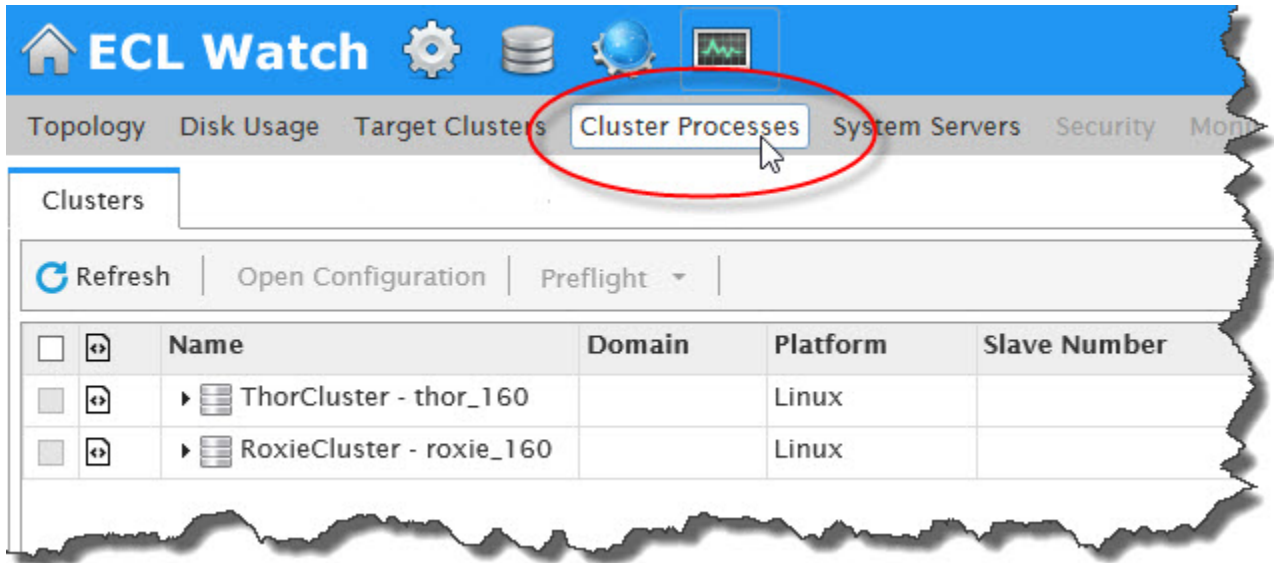 ECL Watch
Topology Disk Usage Target Clusters Cluster Processes System Servers Security
Clusters
Refresh Open Configuration Preflight
Name Domain Platform Slave Number
ThorCluster - thor_160 Linux
RoxieCluster - roxie_160 Linux